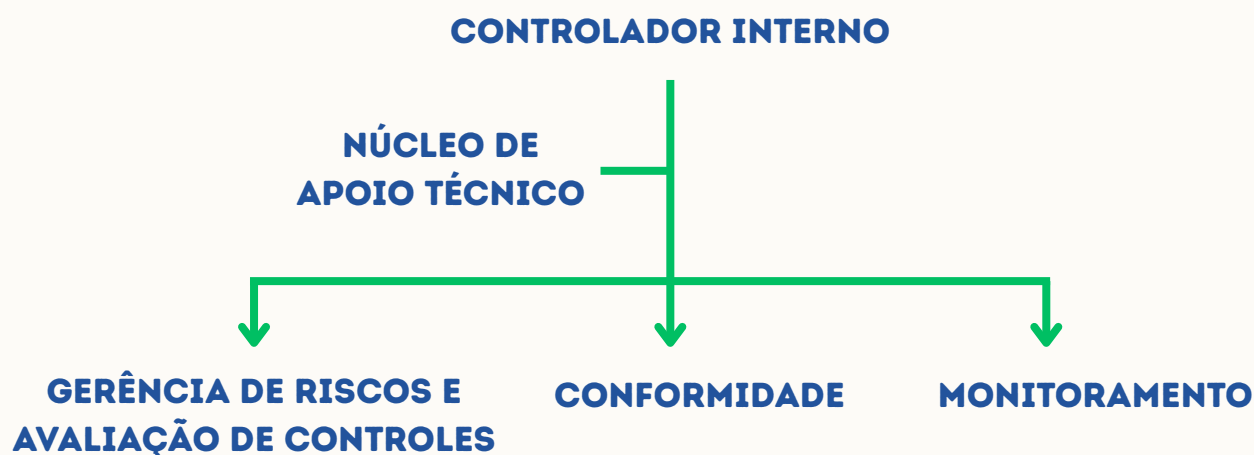 CONTROLADOR INTERNO
NÚCLEO DE
APOIO TÉCNICO
GERÊNCIA DE RISCOS E
AVALIAÇÃO DE CONTROLES
CONFORMIDADE
MONITORAMENTO